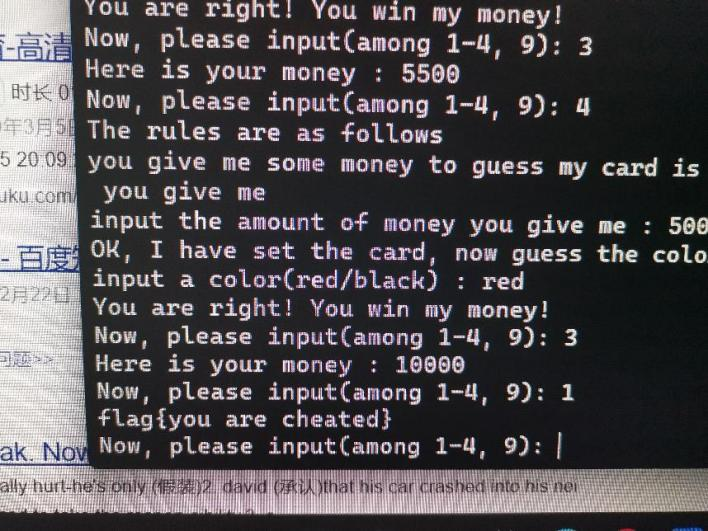 You are right! You win my money!
Now, please input(among 1-4, 9): 3
Here is your money : 5500
Now, please input(among 1-4, 9): 4
The rules are as follows
you give me some money to guess my card is
you give me
input the amount of money you give me : 500
OK, I have set the card, now guess the colo
input a color(red/black) : red
You are right! You win my money!
Now, please input(among 1-4, 9): 3
Here is your money : 10000
Now, please input(among 1-4, 9): 1
flag{you are cheated}
Now, please input(among 1-4, 9):
-高清
时长 0
年3月5
5 20:09
uku.com/
- 百度
2月22日
问题>>
ak. Now
ally hurt-he's only (假装)2. david (承认)that his car crashed into his nei